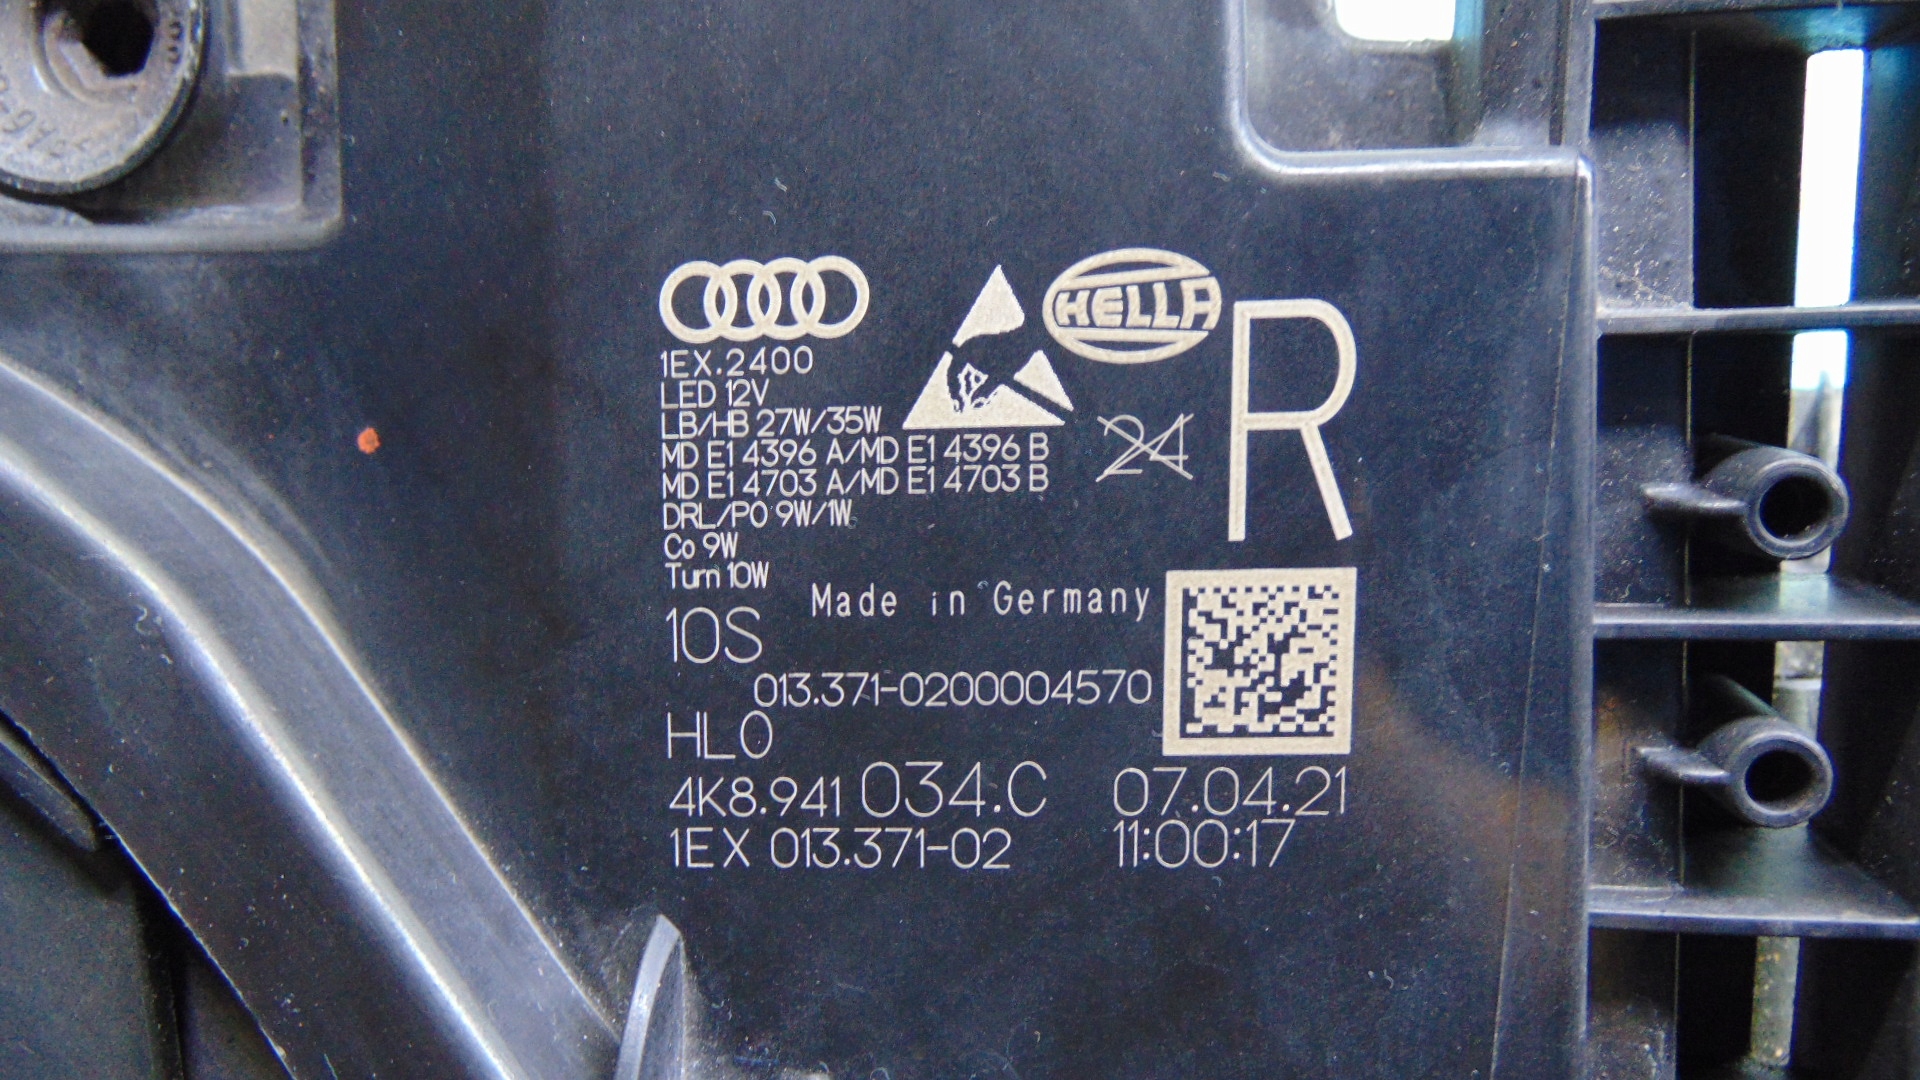 HELLA
R
1EX.2400
LED 12V
LB/HB 27W/35W
MD E1 4396 A/MD E1 4396 B
24
MD E1 4703 A/MD E1 4703 B
DRL/PO 9W/1W
Co 9W
Turn 10W
Made in Germany
10S
013.371-0200004570
HLO
4K8.941 034.C 07.04.21
1EX 013.371-02 11:00:17